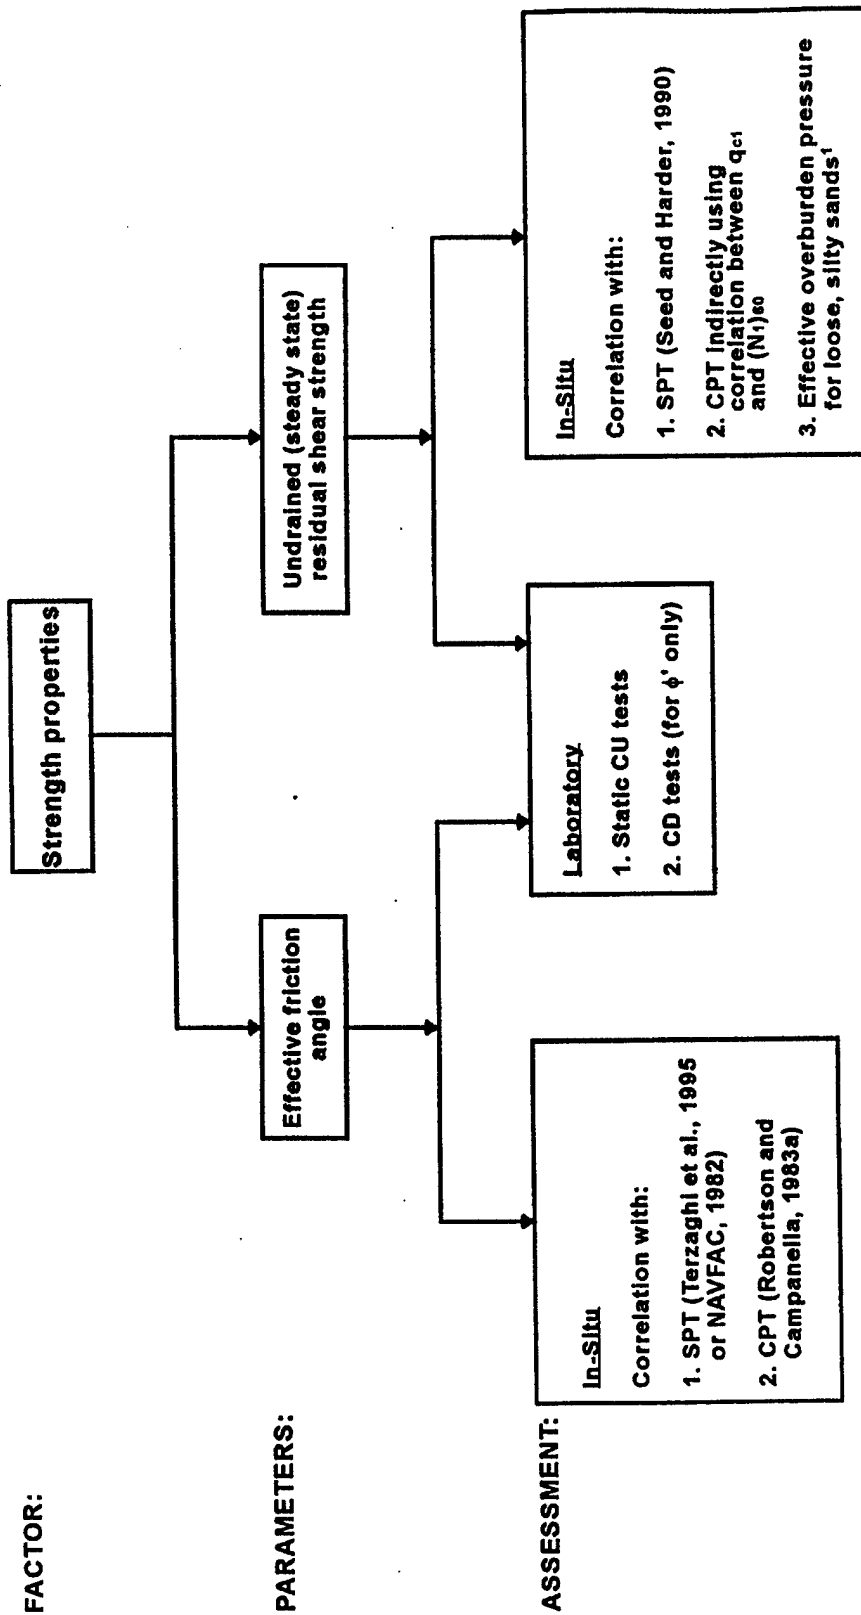 FACTOR:
Strength properties
PARAMETERS:
Effective friction
angle
Undrained (steady state)
residual shear strength
ASSESSMENT:
In-Situ
Correlation with:
1. SPT (Terzaghi et al., 1995
or NAVFAC, 1982)
2. CPT (Robertson and
Campanella, 1983a)
Laboratory
1. Static CU tests
2. CD tests (for ϕ' only)
In-Situ
Correlation with:
1. SPT (Seed and Harder, 1990)
2. CPT indirectly using
correlation between qc1
and (N1)60
3. Effective overburden pressure
for loose, silty sands¹